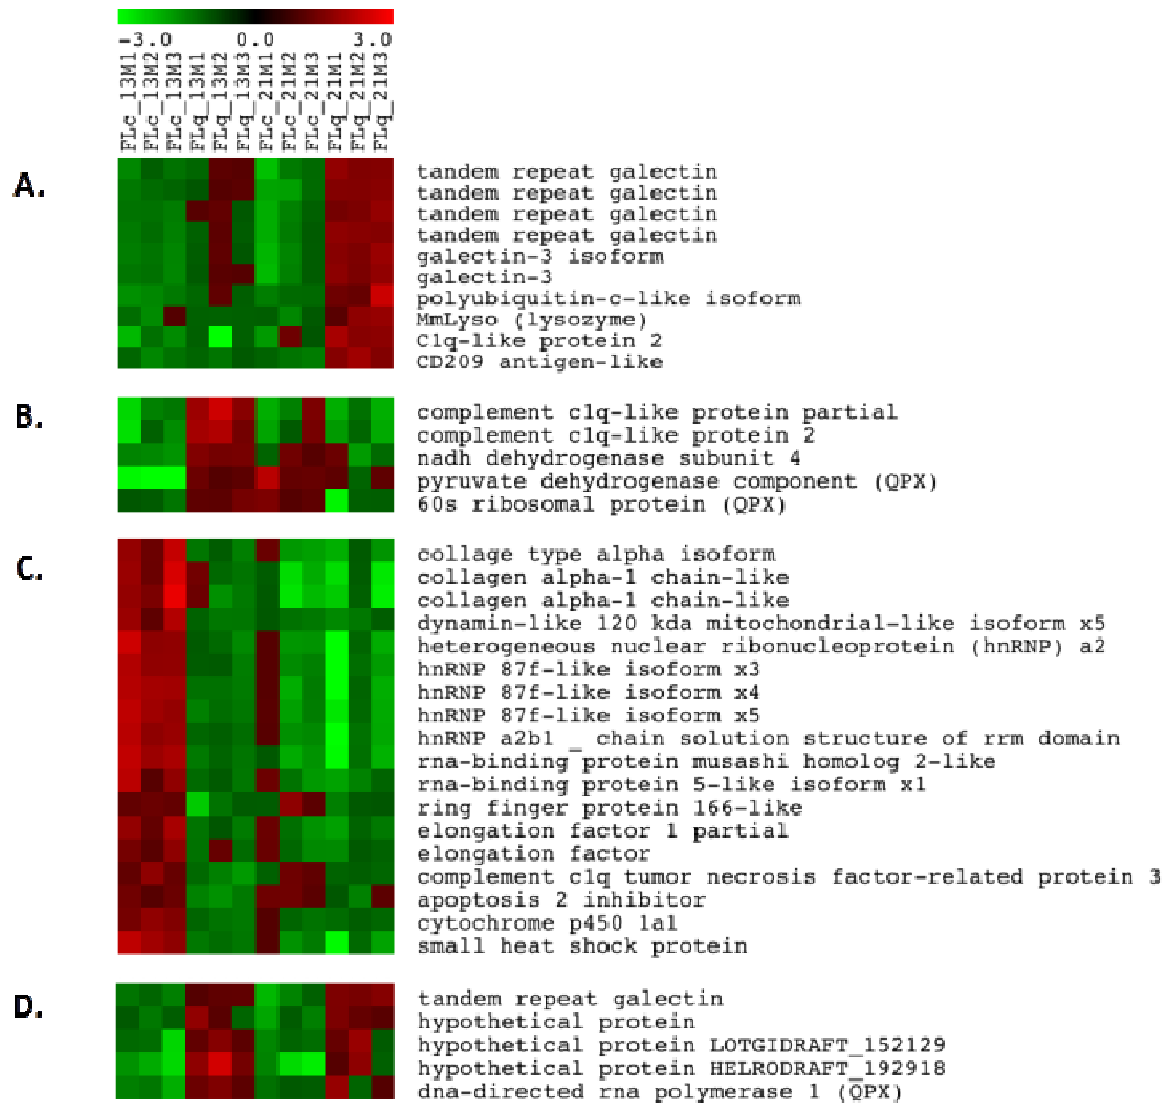 -3.0 0.0 3.0
FLc_13M1
FLc_13M2
FLc_13M3
FLq_13M1
FLq_13M2
FLq_13M3
FLc_21M1
FLc_21M2
FLc_21M3
FLq_21M1
FLq_21M2
FLq_21M3
A.
tandem repeat galectin
tandem repeat galectin
tandem repeat galectin
tandem repeat galectin
galectin-3 isoform
galectin-3
polyubiquitin-c-like isoform
MmLyso (lysozyme)
C1q-like protein 2
CD209 antigen-like
B.
complement c1q-like protein partial
complement c1q-like protein 2
nadh dehydrogenase subunit 4
pyruvate dehydrogenase component (QPX)
60s ribosomal protein (QPX)
C.
collage type alpha isoform
collagen alpha-1 chain-like
collagen alpha-1 chain-like
dynamin-like 120 kda mitochondrial-like isoform x5
heterogeneous nuclear ribonucleoprotein (hnRNP) a2
hnRNP 87f-like isoform x3
hnRNP 87f-like isoform x4
hnRNP 87f-like isoform x5
hnRNP a2b1 _ chain solution structure of rrm domain
rna-binding protein musashi homolog 2-like
rna-binding protein 5-like isoform x1
ring finger protein 166-like
elongation factor 1 partial
elongation factor
complement c1q tumor necrosis factor-related protein 3
apoptosis 2 inhibitor
cytochrome p450 1a1
small heat shock protein
D.
tandem repeat galectin
hypothetical protein
hypothetical protein LOTGIDRAFT_152129
hypothetical protein HELRODRAFT_192918
dna-directed rna polymerase 1 (QPX)